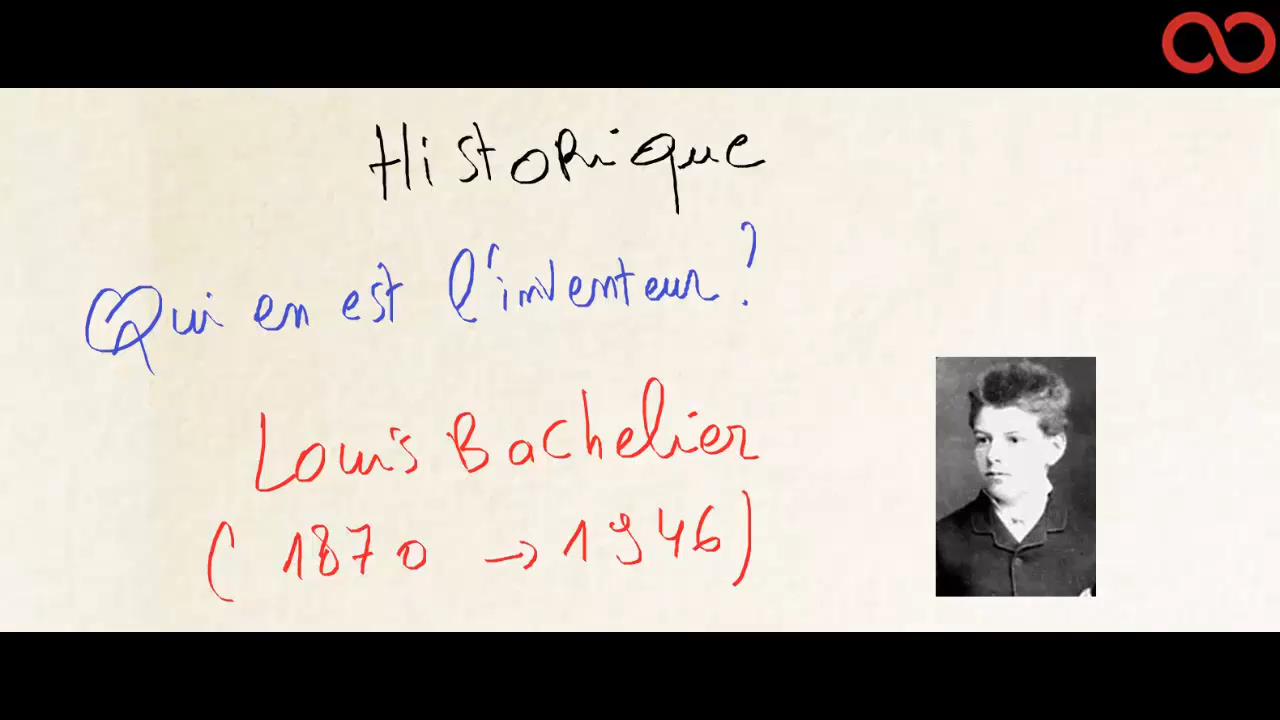 Historique
Qui en est l'inventeur ?
Louis Bachelier
( 1870 → 1946)